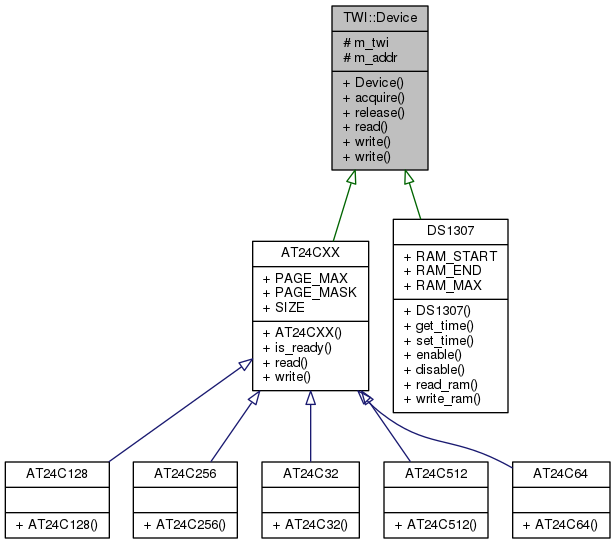 TWI::Device
# m_twi
# m_addr
+ Device()
+ acquire()
+ release()
+ read()
+ write()
+ write()
DS1307
+ RAM_START
+ RAM_END
+ RAM_MAX
+ DS1307()
+ get_time()
+ set_time()
+ enable()
+ disable()
+ read_ram()
+ write_ram()
AT24CXX
+ PAGE_MAX
+ PAGE_MASK
+ SIZE
+ AT24CXX()
+ is_ready()
+ read()
+ write()
AT24C128
+ AT24C128()
AT24C256
+ AT24C256()
AT24C32
+ AT24C32()
AT24C512
+ AT24C512()
AT24C64
+ AT24C64()